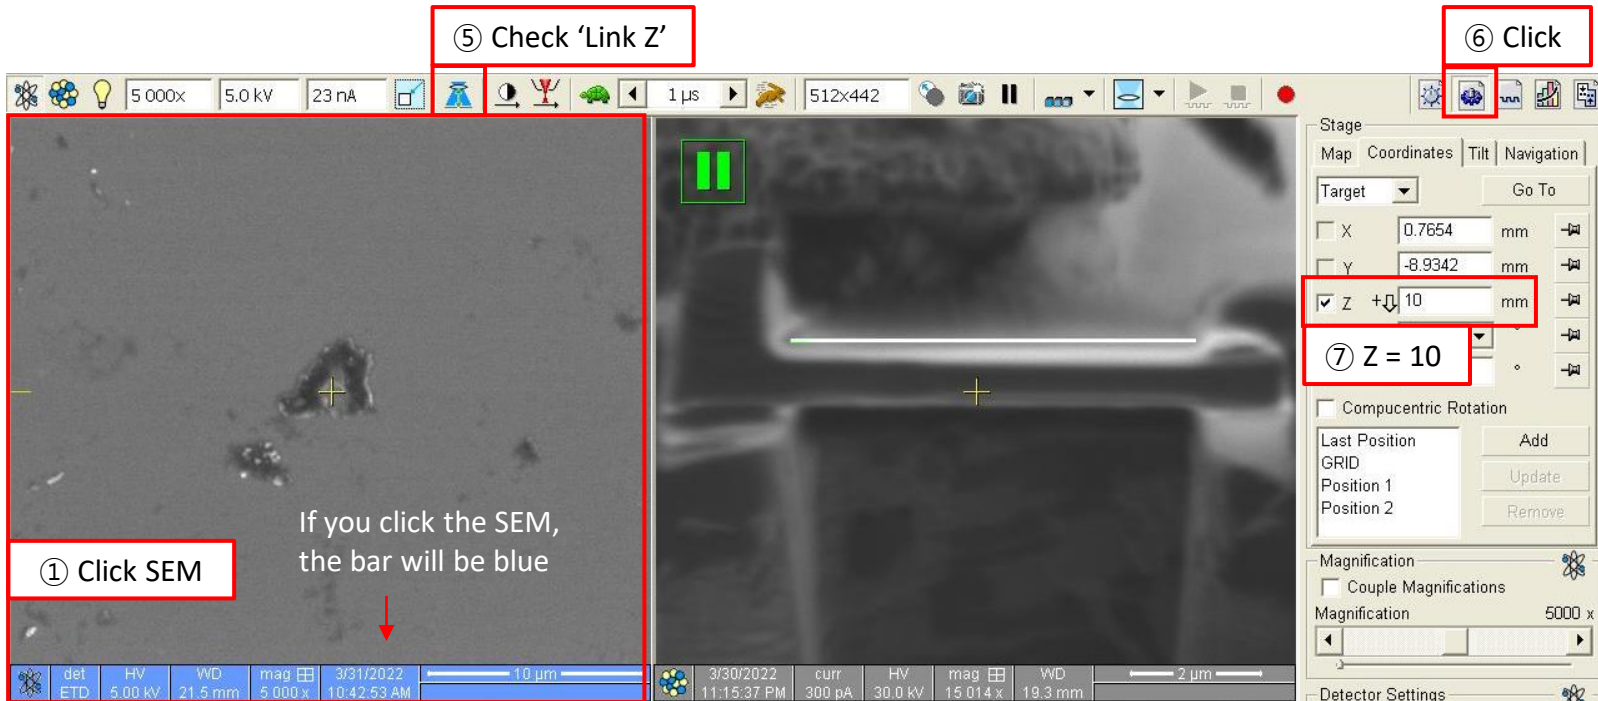 ⑤ Check ‘Link Z’
⑥ Click
5 000x
5.0 kV
23 nA
1 µs
512x442
Stage
Map
Coordinates
Tilt
Navigation
Target
Go To
X
0.7654
mm
Y
-8.9342
mm
Z
10
mm
°
⑦ Z = 10
°
Compucentric Rotation
Last Position
GRID
Position 1
Position 2
Add
Update
Remove
If you click the SEM,
the bar will be blue
① Click SEM
Magnification
Couple Magnifications
Magnification
5000 x
det
ETD
HV
5.00 kV
WD
21.5 mm
mag
5 000 x
3/31/2022
10:42:53 AM
10 µm
3/30/2022
11:15:37 PM
curr
300 pA
HV
30.0 kV
mag
15 014 x
WD
19.3 mm
2 µm
Detector Settings